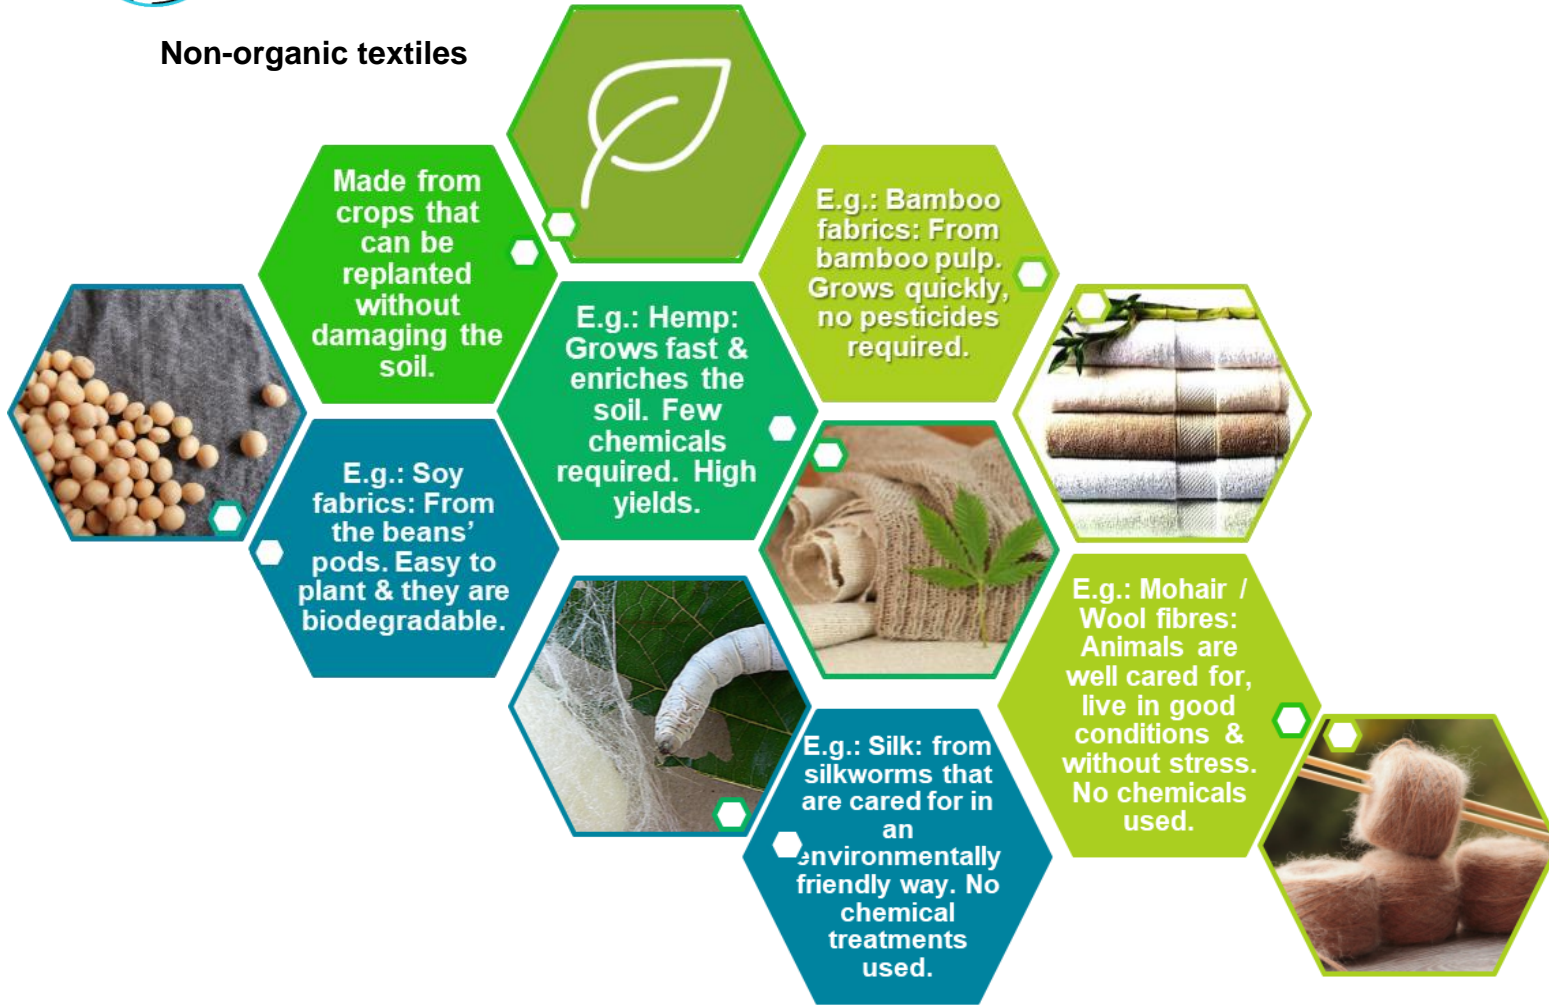 Non-organic textiles
Made from
crops that
can be
replanted
without
damaging the
soil.
E.g.: Bamboo
fabrics: From
bamboo pulp.
Grows quickly,
no pesticides
required.
E.g.: Hemp:
Grows fast &
enriches the
soil. Few
chemicals
required. High
yields.
E.g.: Soy
fabrics: From
the beans’
pods. Easy to
plant & they are
biodegradable.
E.g.: Mohair /
Wool fibres:
Animals are
well cared for,
live in good
conditions &
without stress.
No chemicals
used.
E.g.: Silk: from
silkworms that
are cared for in
an
environmentally
friendly way. No
chemical
treatments
used.